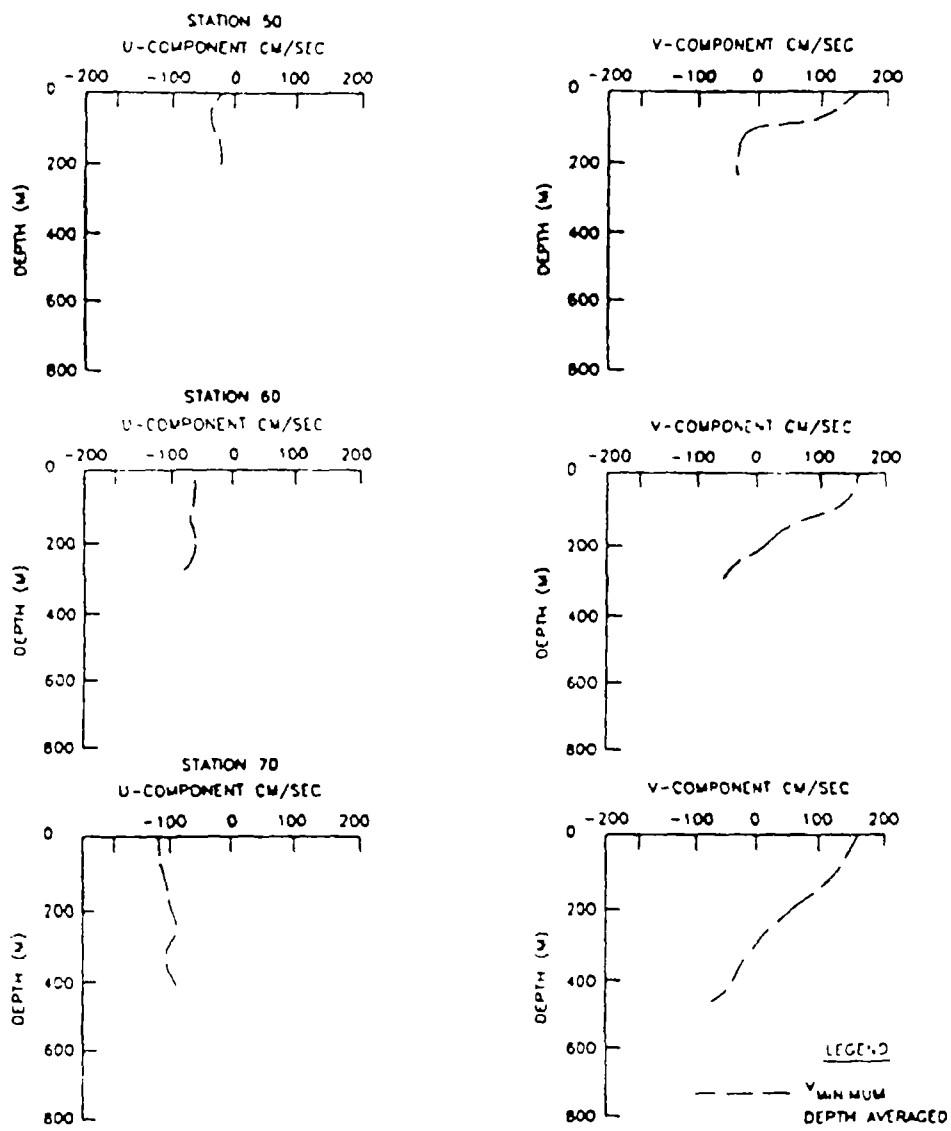 STATION 50
U-COMPONENT CM/SEC
-200 -100 0 100 200
0
200
400
600
800
DEPTH (M)
V-COMPONENT CM/SEC
-200 -100 0 100 200
0
200
400
600
800
DEPTH (M)
STATION 60
U-COMPONENT CM/SEC
-200 -100 0 100 200
0
200
400
600
800
DEPTH (M)
V-COMPONENT CM/SEC
-200 -100 0 100 200
0
200
400
600
800
DEPTH (M)
STATION 70
U-COMPONENT CM/SEC
-200 -100 0 100 200
0
200
400
600
800
DEPTH (M)
V-COMPONENT CM/SEC
-200 -100 0 100 200
0
200
400
600
800
DEPTH (M)
LEGEND
V MINIMUM
DEPTH AVERAGED